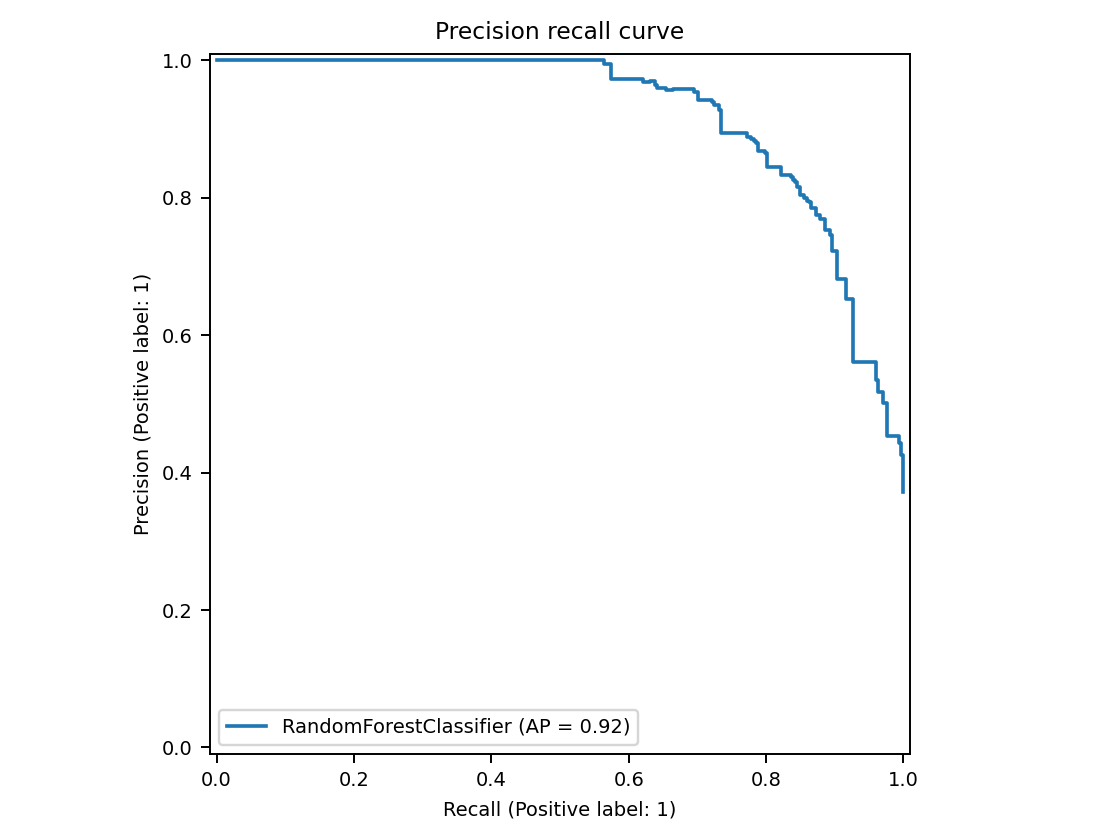 Precision recall curve
1.0
0.8
0.6
0.4
0.2
0.0
Precision (Positive label: 1)
RandomForestClassifier (AP = 0.92)
0.0 0.2 0.4 0.6 0.8 1.0
Recall (Positive label: 1)